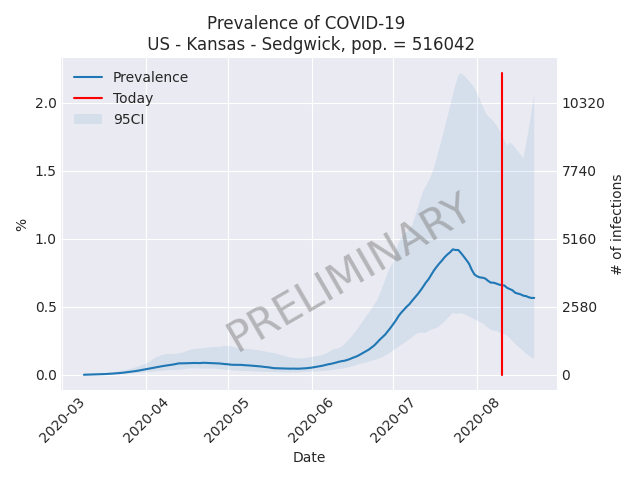 Prevalence of COVID-19
US - Kansas - Sedgwick, pop. = 516042
Prevalence
Today
95CI
PRELIMINARY
%
2.0
1.5
1.0
0.5
0.0
10320
7740
5160
2580
0
# of infections
2020-03
2020-04
2020-05
2020-06
2020-07
2020-08
Date